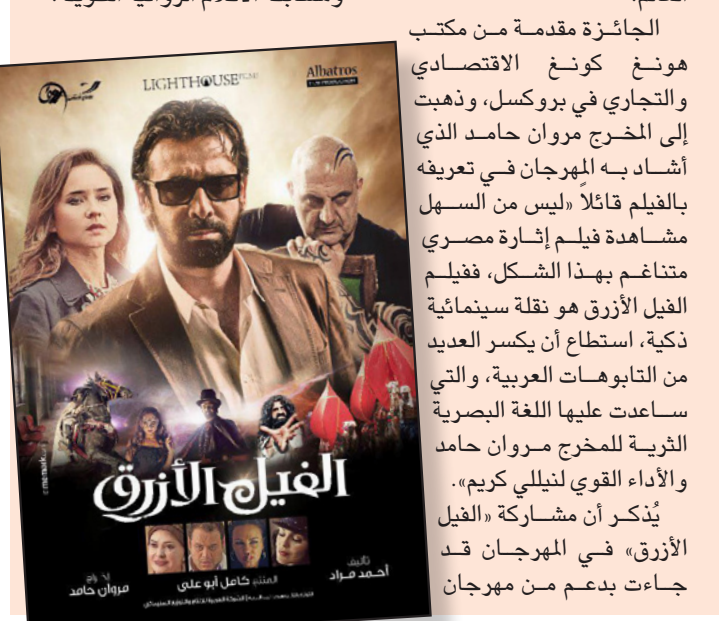 الجائزة مقدمة من مكتب
هونغ كونغ الاقتصادي
والتجاري في بروكسل، وذهبت
إلى المخرج مروان حامد الذي
أشاد به المهرجان في تعريفه
بالفيلم قائلاً «ليس من السهل
مشاهدة فيلم إثارة مصري
متناغم بهذا الشكل، ففيلم
الفيل الأزرق هو نقلة سينمائية
ذكية، استطاع أن يكسر العديد
من التابوهات العربية، والتي
ساعدت عليها اللغة البصرية
الثرية للمخرج مروان حامد
والأداء القوي لنيللي كريم».
يُذكر أن مشاركة «الفيل
الأزرق» في المهرجان قد
جاءت بدعم من مهرجان
LIGHTHOUSE FILMS
Albatros
الفيل الأزرق
تأليف
أحمد مراد
المنتج كامل أبو علي
إخراج
مروان حامد